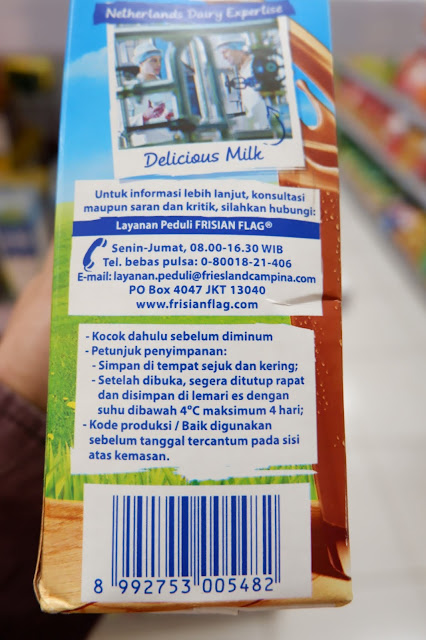 Netherlands Dairy Expertise
Delicious Milk
Untuk informasi lebih lanjut, konsultasi
maupun saran dan kritik, silahkan hubungi:
Layanan Peduli FRISIAN FLAG®
Senin-Jumat, 08.00-16.30 WIB
Tel. bebas pulsa: 0-80018-21-406
E-mail: layanan.peduli@frieslandcampina.com
PO Box 4047 JKT 13040
www.frisianflag.com
- Kocok dahulu sebelum diminum
- Petunjuk penyimpanan:
- Simpan di tempat sejuk dan kering;
- Setelah dibuka, segera ditutup rapat
dan disimpan di lemari es dengan
suhu dibawah 4°C maksimum 4 hari;
- Kode produksi / Baik digunakan
sebelum tanggal tercantum pada sisi
atas kemasan.
8 992753 005482